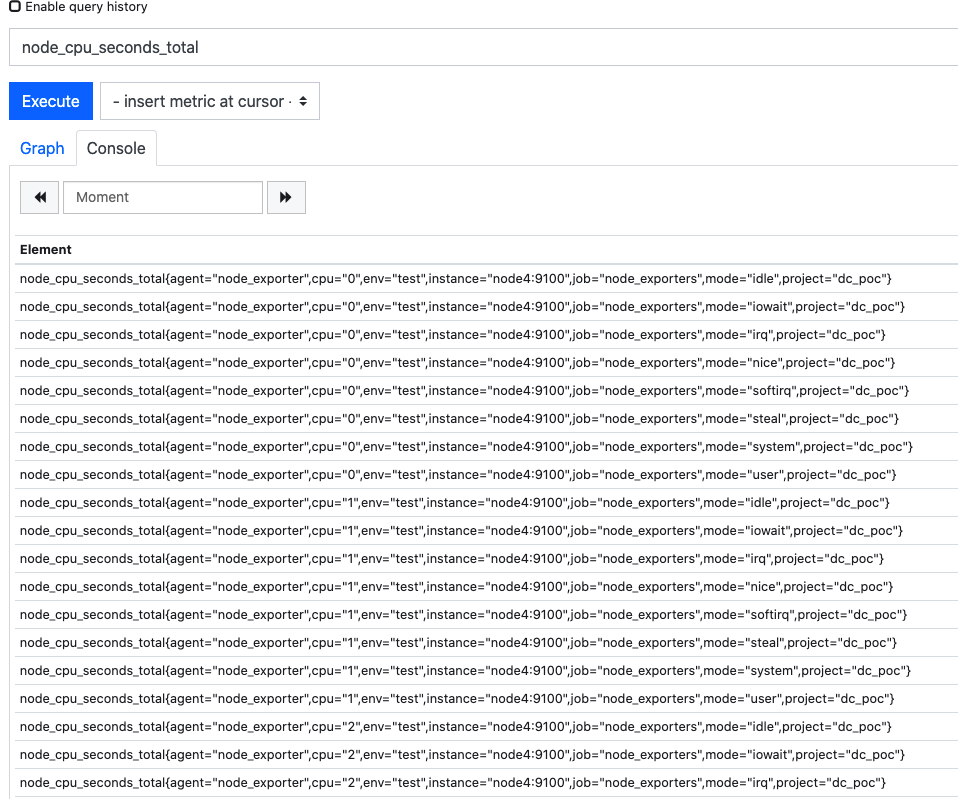 Enable query history
node_cpu_seconds_total
Execute
- insert metric at cursor ·
Graph
Console
Moment
Element
node_cpu_seconds_total{agent="node_exporter",cpu="0",env="test",instance="node4:9100",job="node_exporters",mode="idle",project="dc_poc"}
node_cpu_seconds_total{agent="node_exporter",cpu="0",env="test",instance="node4:9100",job="node_exporters",mode="iowait",project="dc_poc"}
node_cpu_seconds_total{agent="node_exporter",cpu="0",env="test",instance="node4:9100",job="node_exporters",mode="irq",project="dc_poc"}
node_cpu_seconds_total{agent="node_exporter",cpu="0",env="test",instance="node4:9100",job="node_exporters",mode="nice",project="dc_poc"}
node_cpu_seconds_total{agent="node_exporter",cpu="0",env="test",instance="node4:9100",job="node_exporters",mode="softirq",project="dc_poc"}
node_cpu_seconds_total{agent="node_exporter",cpu="0",env="test",instance="node4:9100",job="node_exporters",mode="steal",project="dc_poc"}
node_cpu_seconds_total{agent="node_exporter",cpu="0",env="test",instance="node4:9100",job="node_exporters",mode="system",project="dc_poc"}
node_cpu_seconds_total{agent="node_exporter",cpu="0",env="test",instance="node4:9100",job="node_exporters",mode="user",project="dc_poc"}
node_cpu_seconds_total{agent="node_exporter",cpu="1",env="test",instance="node4:9100",job="node_exporters",mode="idle",project="dc_poc"}
node_cpu_seconds_total{agent="node_exporter",cpu="1",env="test",instance="node4:9100",job="node_exporters",mode="iowait",project="dc_poc"}
node_cpu_seconds_total{agent="node_exporter",cpu="1",env="test",instance="node4:9100",job="node_exporters",mode="irq",project="dc_poc"}
node_cpu_seconds_total{agent="node_exporter",cpu="1",env="test",instance="node4:9100",job="node_exporters",mode="nice",project="dc_poc"}
node_cpu_seconds_total{agent="node_exporter",cpu="1",env="test",instance="node4:9100",job="node_exporters",mode="softirq",project="dc_poc"}
node_cpu_seconds_total{agent="node_exporter",cpu="1",env="test",instance="node4:9100",job="node_exporters",mode="steal",project="dc_poc"}
node_cpu_seconds_total{agent="node_exporter",cpu="1",env="test",instance="node4:9100",job="node_exporters",mode="system",project="dc_poc"}
node_cpu_seconds_total{agent="node_exporter",cpu="1",env="test",instance="node4:9100",job="node_exporters",mode="user",project="dc_poc"}
node_cpu_seconds_total{agent="node_exporter",cpu="2",env="test",instance="node4:9100",job="node_exporters",mode="idle",project="dc_poc"}
node_cpu_seconds_total{agent="node_exporter",cpu="2",env="test",instance="node4:9100",job="node_exporters",mode="iowait",project="dc_poc"}
node_cpu_seconds_total{agent="node_exporter",cpu="2",env="test",instance="node4:9100",job="node_exporters",mode="irq",project="dc_poc"}